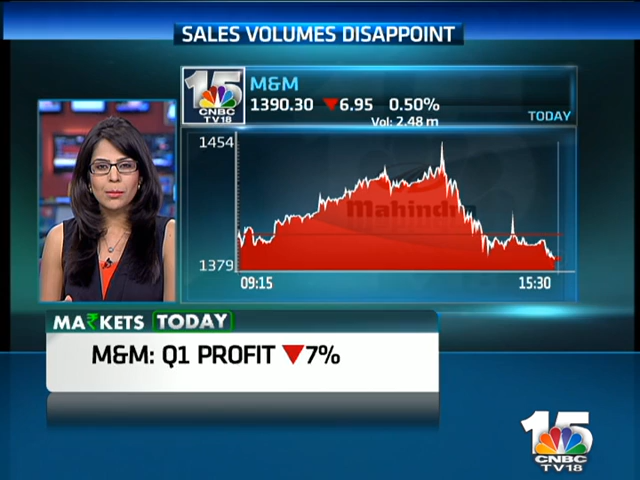 SALES VOLUMES DISAPPOINT
15
CNBC
TV18
M&M
1390.30 ▼6.95 0.50%
Vol: 2.48 m
TODAY
1454
Mahindra
1379
09:15 15:30
MA₹KETS TODAY
M&M: Q1 PROFIT ▼7%
15
CNBC
TV18